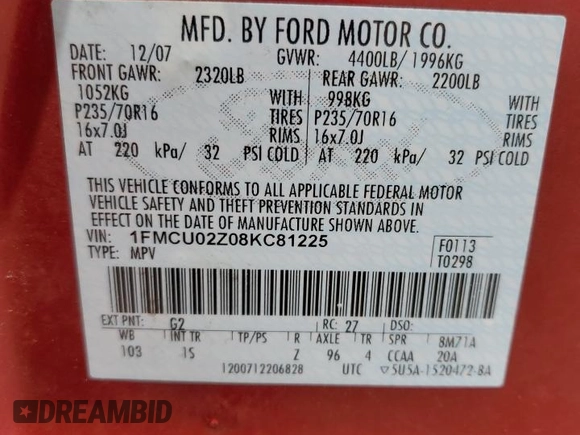 MFD. BY FORD MOTOR CO.
DATE: 12/07 GVWR: 4400LB/ 1996KG
FRONT GAWR: 2320LB REAR GAWR: 2200LB
1052KG WITH 998KG WITH
P235/70R16 TIRES P235/70R16 TIRES
16x7.0J RIMS 16x7.0J RIMS
AT 220 kPa/ 32 PSI COLD AT 220 kPa/ 32 PSI COLD
THIS VEHICLE CONFORMS TO ALL APPLICABLE FEDERAL MOTOR
VEHICLE SAFETY AND THEFT PREVENTION STANDARDS IN
EFFECT ON THE DATE OF MANUFACTURE SHOWN ABOVE.
VIN: 1FMCU02Z08KC81225 F0113
TYPE: MPV T0298
EXT PNT: G2 RC: 27 DSO:
WB INT TR TP/PS R AXLE TR SPR 8M71A
103 IS Z 96 4 CCAA 20A
1200712206828 UTC ▽5U5A-1520472-BA
DREAMBID